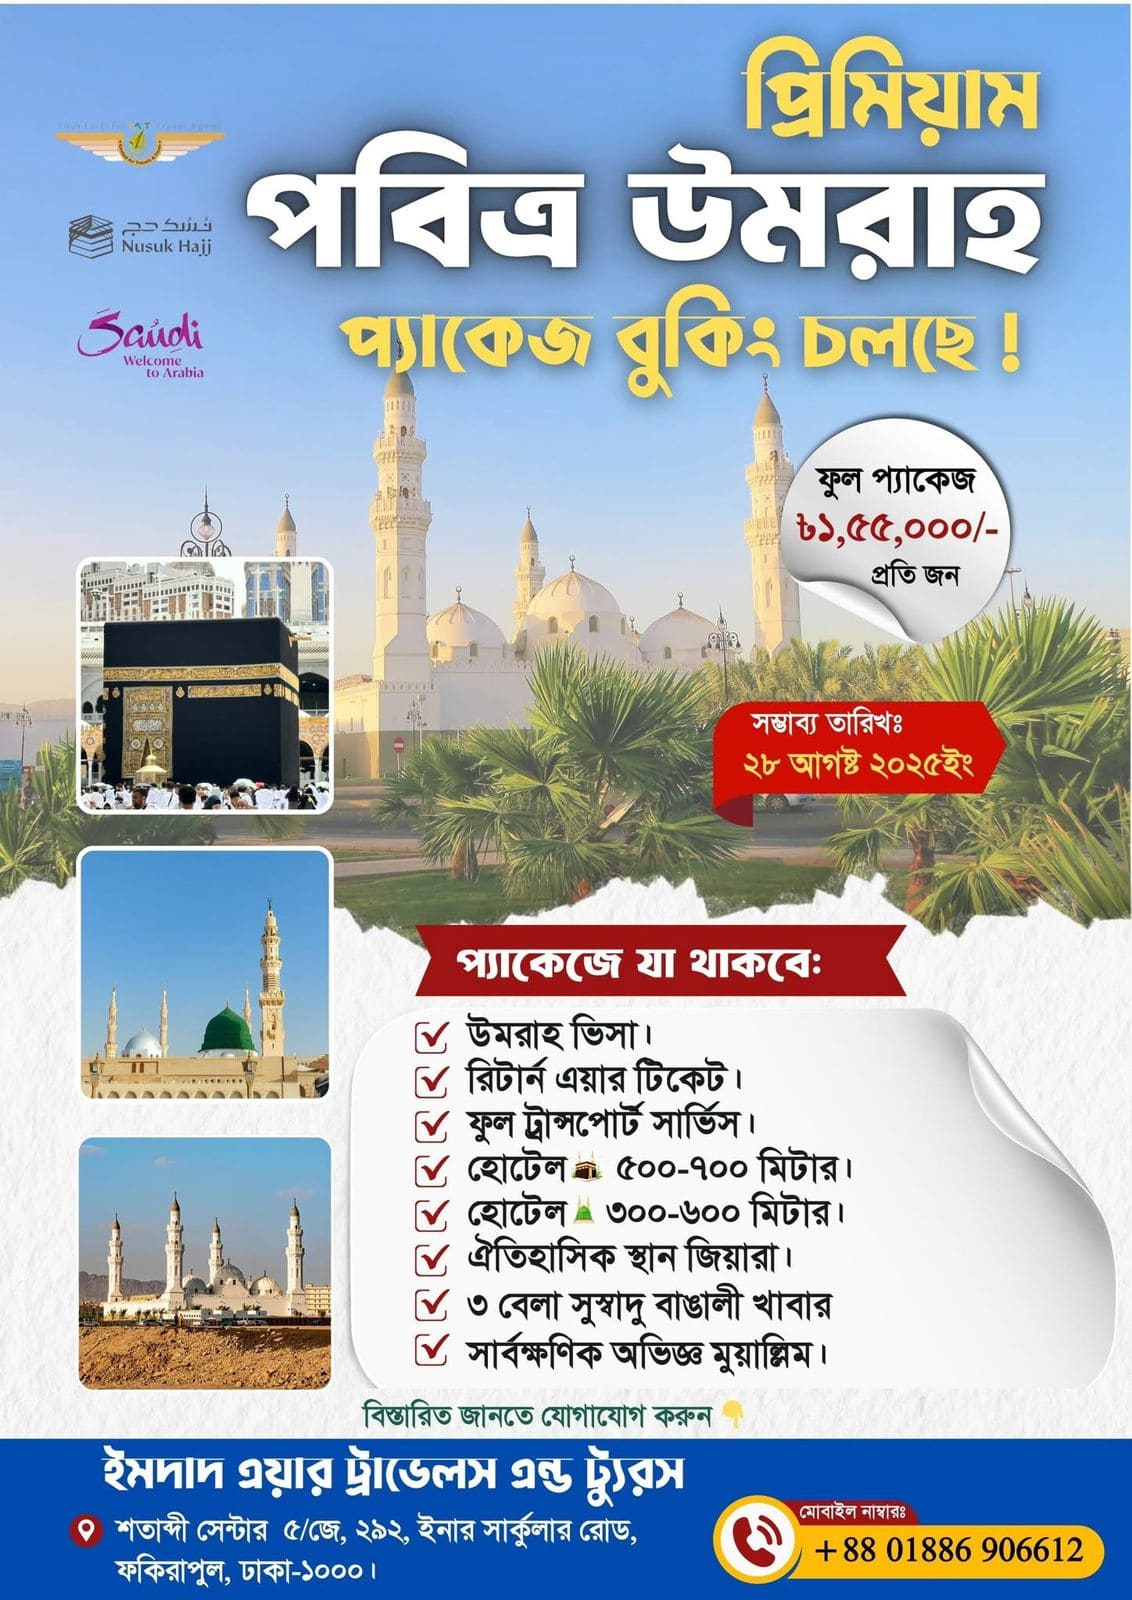 প্রিমিয়াম
পবিত্র উমরাহ
প্যাকেজ বুকিং চলছে !
نسك حج
Nusuk Hajj
Saudi
Welcome
to Arabia
ফুল প্যাকেজ
৳১,৫৫,০০০/-
প্রতি জন
সম্ভাব্য তারিখঃ
২৮ আগষ্ট ২০২৫ইং
প্যাকেজে যা থাকবে:
উমরাহ ভিসা।
রিটার্ন এয়ার টিকেট।
ফুল ট্রান্সপোর্ট সার্ভিস।
হোটেল 🕋 ৫০০-৭০০ মিটার।
হোটেল 🕌 ৩০০-৬০০ মিটার।
ঐতিহাসিক স্থান জিয়ারা।
৩ বেলা সুস্বাদু বাঙালী খাবার
সার্বক্ষণিক অভিজ্ঞ মুয়াল্লিম।
বিস্তারিত জানতে যোগাযোগ করুন 👇
ইমদাদ এয়ার ট্রাভেলস এন্ড ট্যুরস
শতাব্দী সেন্টার ৫/জে, ২৯২, ইনার সার্কুলার রোড,
ফকিরাপুল, ঢাকা-১০০০।
মোবাইল নাম্বারঃ
+88 01886 906612